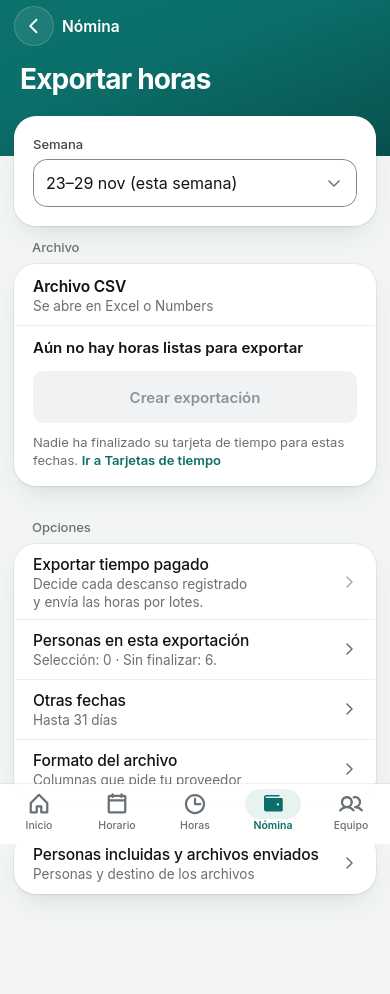 Nómina
Exportar horas
Semana
23–29 nov (esta semana)
Archivo
Archivo CSV
Se abre en Excel o Numbers
Aún no hay horas listas para exportar
Crear exportación
Nadie ha finalizado su tarjeta de tiempo para estas
fechas. Ir a Tarjetas de tiempo
Opciones
Exportar tiempo pagado
Decide cada descanso registrado
y envía las horas por lotes.
Personas en esta exportación
Selección: 0 · Sin finalizar: 6.
Otras fechas
Hasta 31 días
Formato del archivo
Columnas que pide tu proveedor
Inicio
Horario
Horas
Nómina
Equipo
Personas incluidas y archivos enviados
Personas y destino de los archivos